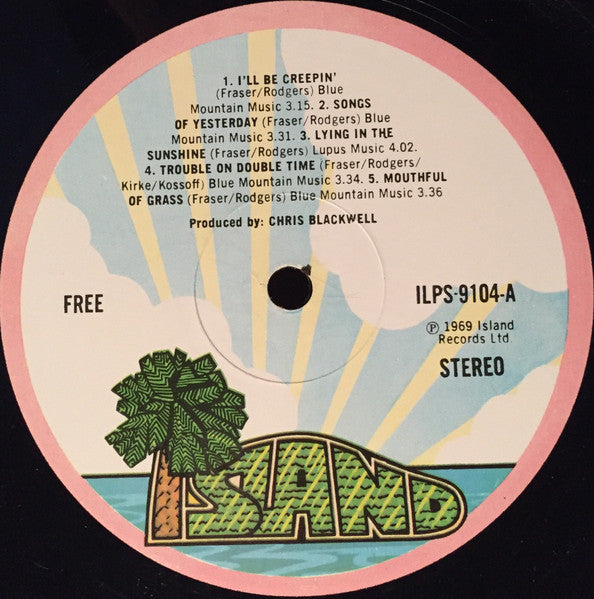 1. I'LL BE CREEPIN'
(Fraser/Rodgers) Blue
Mountain Music 3.15. 2. SONGS
OF YESTERDAY (Fraser/Rodgers) Blue
Mountain Music 3.31. 3. LYING IN THE
SUNSHINE (Fraser/Rodgers) Lupus Music 4.02.
4. TROUBLE ON DOUBLE TIME (Fraser/Rodgers/
Kirke/Kossoff) Blue Mountain Music 3.34. 5. MOUTHFUL
OF GRASS (Fraser/Rodgers) Blue Mountain Music 3.36
Produced by: CHRIS BLACKWELL
FREE
ILPS-9104-A
℗ 1969 Island
Records Ltd.
STEREO
ISLAND